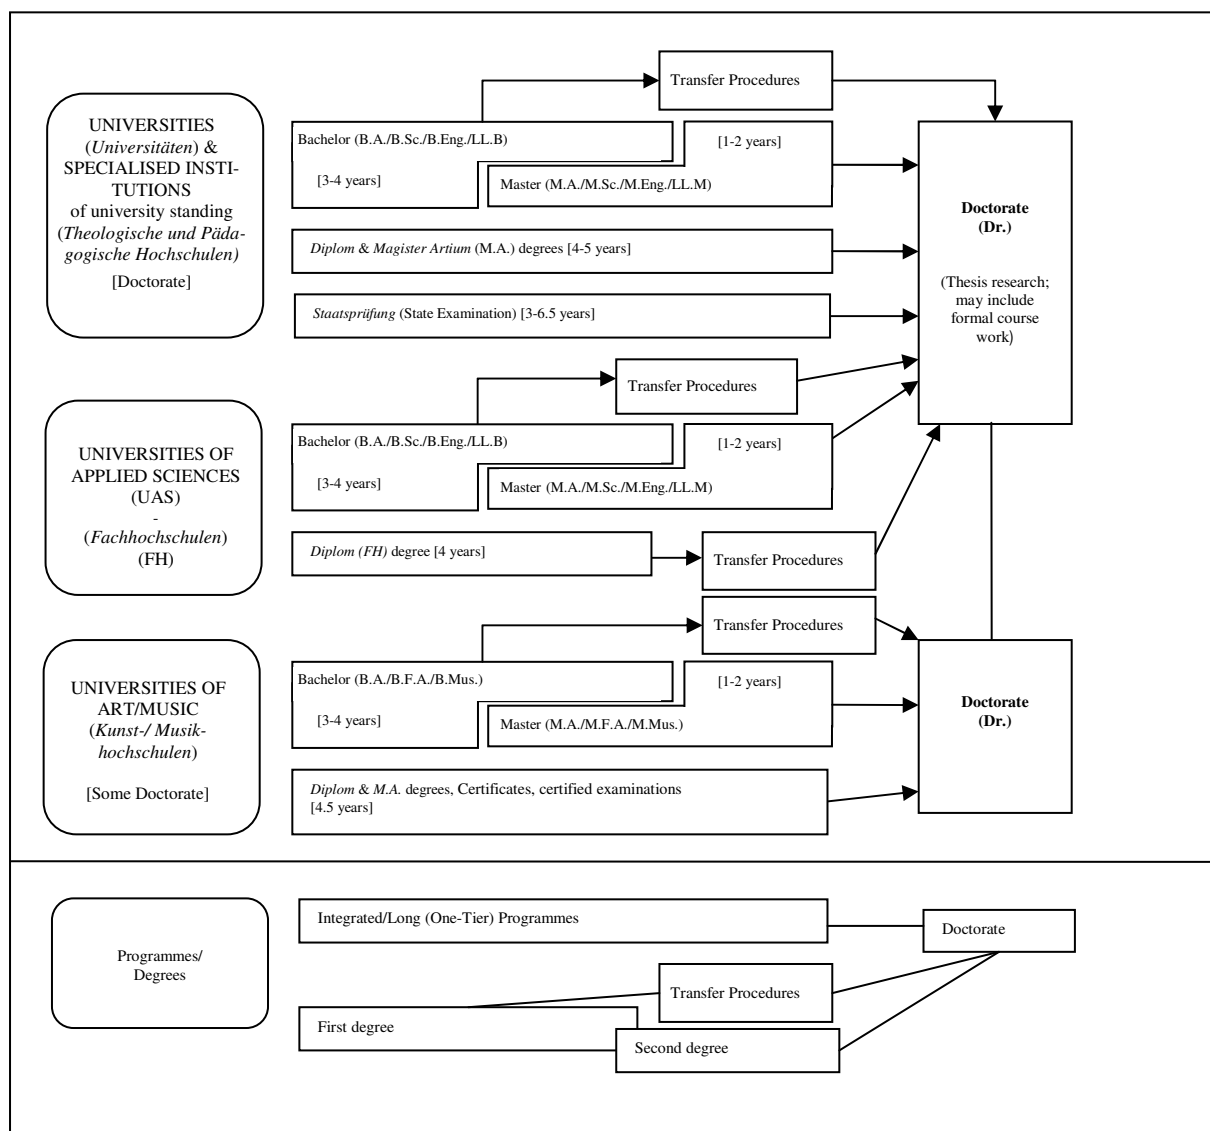 Transfer Procedures
UNIVERSITIES
(Universitäten) &
SPECIALISED INSTI-
TUTIONS
of university standing
(Theologische und Päda-
gogische Hochschulen)
[Doctorate]
Bachelor (B.A./B.Sc./B.Eng./LL.B)
[3-4 years]
[1-2 years]
Master (M.A./M.Sc./M.Eng./LL.M)
Diplom & Magister Artium (M.A.) degrees [4-5 years]
Staatsprüfung (State Examination) [3-6.5 years]
Doctorate
(Dr.)
(Thesis research;
may include
formal course
work)
Transfer Procedures
UNIVERSITIES OF
APPLIED SCIENCES
(UAS)
-
(Fachhochschulen)
(FH)
Bachelor (B.A./B.Sc./B.Eng./LL.B)
[3-4 years]
[1-2 years]
Master (M.A./M.Sc./M.Eng./LL.M)
Diplom (FH) degree [4 years]
Transfer Procedures
Transfer Procedures
UNIVERSITIES OF
ART/MUSIC
(Kunst-/ Musik-
hochschulen)
[Some Doctorate]
Bachelor (B.A./B.F.A./B.Mus.)
[3-4 years]
[1-2 years]
Master (M.A./M.F.A./M.Mus.)
Diplom & M.A. degrees, Certificates, certified examinations
[4.5 years]
Doctorate
(Dr.)
Programmes/
Degrees
Integrated/Long (One-Tier) Programmes
Doctorate
Transfer Procedures
First degree
Second degree